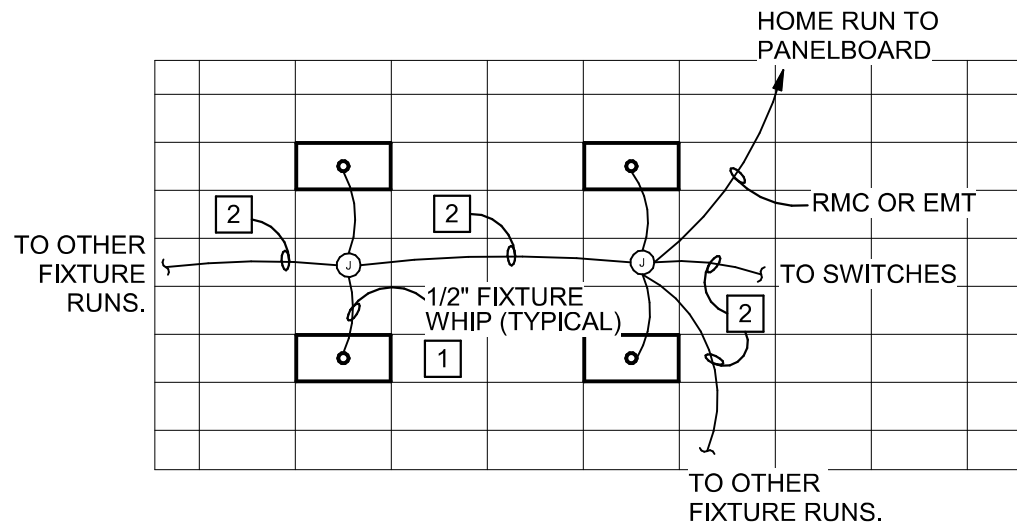 HOME RUN TO
PANELBOARD
2
2
RMC OR EMT
TO OTHER
FIXTURE
RUNS.
J
J
TO SWITCHES
1/2" FIXTURE
WHIP (TYPICAL)
2
1
TO OTHER
FIXTURE RUNS.